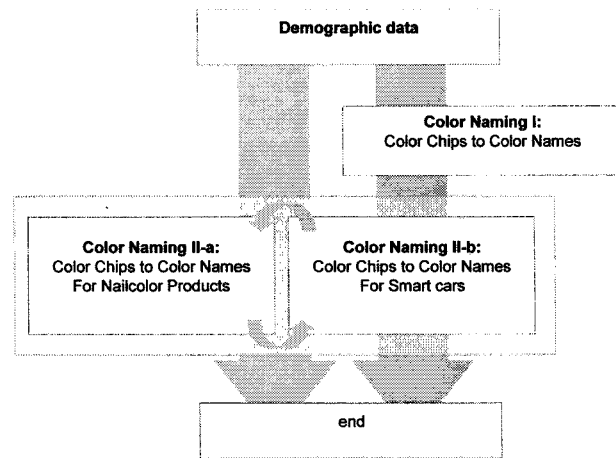 Demographic data
Color Naming I:
Color Chips to Color Names
Color Naming II-a:
Color Chips to Color Names
For Nailcolor Products
Color Naming II-b:
Color Chips to Color Names
For Smart cars
end